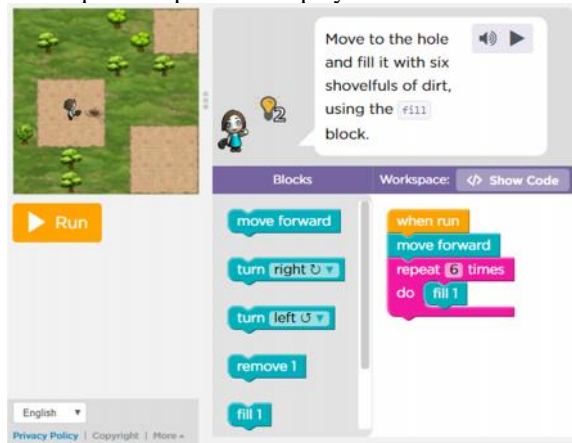 Move to the hole
and fill it with six
shovelfuls of dirt,
using the fill
block.
2
Blocks
Workspace:
</> Show Code
Run
move forward
turn right ↻ ▼
turn left ↺ ▼
remove 1
fill 1
when run
move forward
repeat 6 times
do fill 1
English ▼
Privacy Policy | Copyright | More